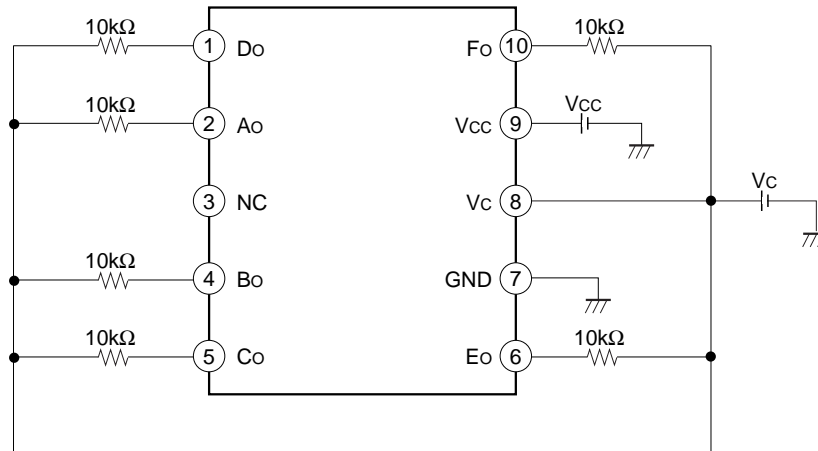 10kΩ 1 DO FO 10 10kΩ
10kΩ 2 AO VCC 9 VCC
3 NC VC 8 VC
10kΩ 4 BO GND 7
10kΩ 5 CO EO 6 10kΩ